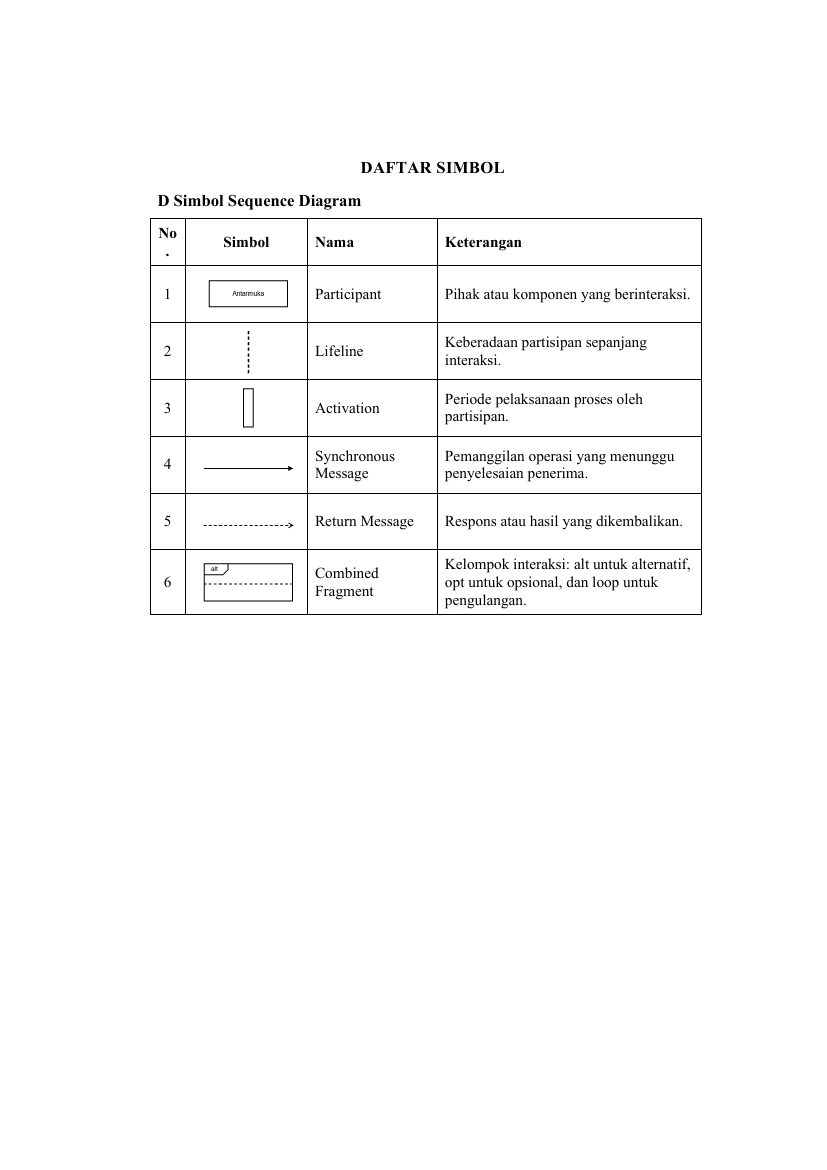 DAFTAR SIMBOL
D Simbol Sequence Diagram
No
.
Simbol
Nama
Keterangan
1
Antarmuka
Participant
Pihak atau komponen yang berinteraksi.
2
Lifeline
Keberadaan partisipan sepanjang
interaksi.
3
Activation
Periode pelaksanaan proses oleh
partisipan.
4
Synchronous
Message
Pemanggilan operasi yang menunggu
penyelesaian penerima.
5
Return Message
Respons atau hasil yang dikembalikan.
6
alt
Combined
Fragment
Kelompok interaksi: alt untuk alternatif,
opt untuk opsional, dan loop untuk
pengulangan.